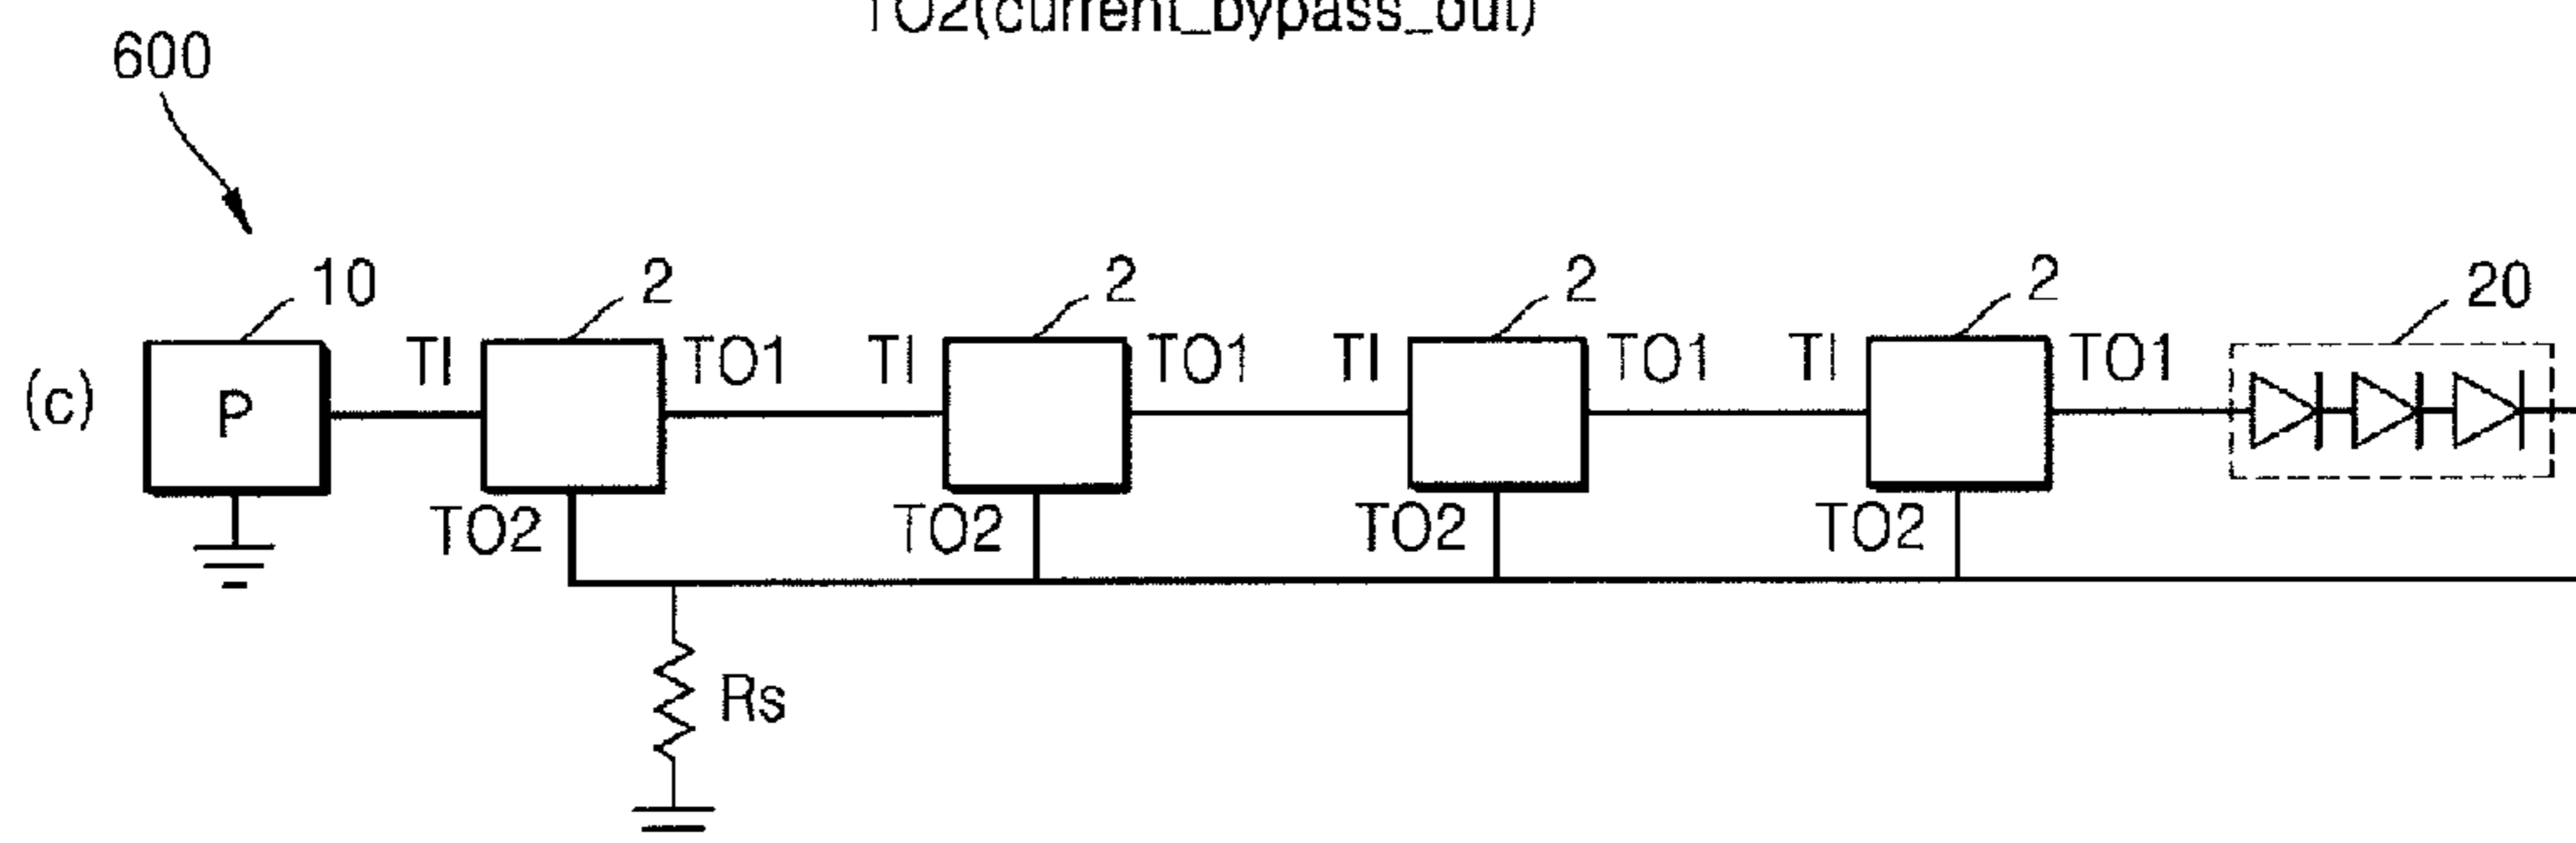 TO2(current_bypass_out)
600
10 2 2 2 2 20
TI TO1 TI TO1 TI TO1 TI TO1
(c) P
TO2 TO2 TO2 TO2
Rs